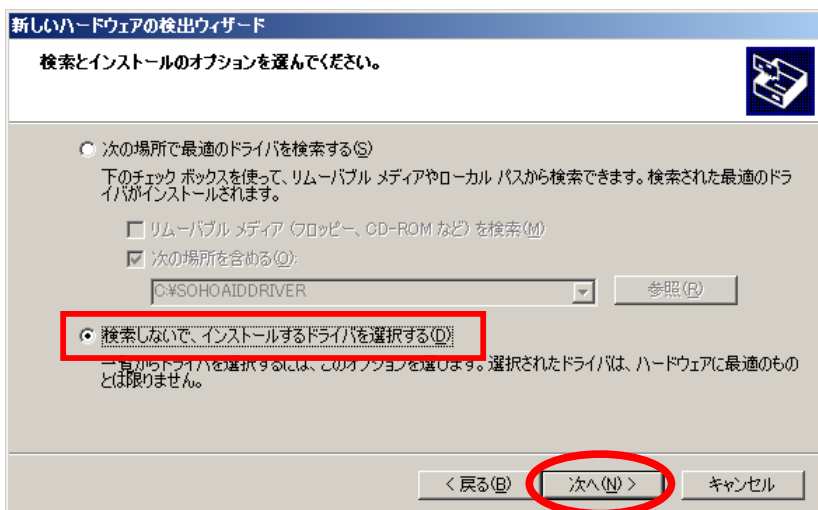 新しいハードウェアの検出ウィザード
検索とインストールのオプションを選んでください。
次の場所で最適のドライバを検索する(S)
下のチェック ボックスを使って、リムーバブル メディアやローカル パスから検索できます。検索された最適のドラ
イバがインストールされます。
リムーバブル メディア (フロッピー、CD-ROM など) を検索(M)
次の場所を含める(O):
C:¥SOHOAIDDRIVER
参照(R)
検索しないで、インストールするドライバを選択する(D)
一覧からドライバを選択するには、このオプションを選びます。選択されたドライバは、ハードウェアに最適のもの
とは限りません。
< 戻る(B)
次へ(N) >
キャンセル